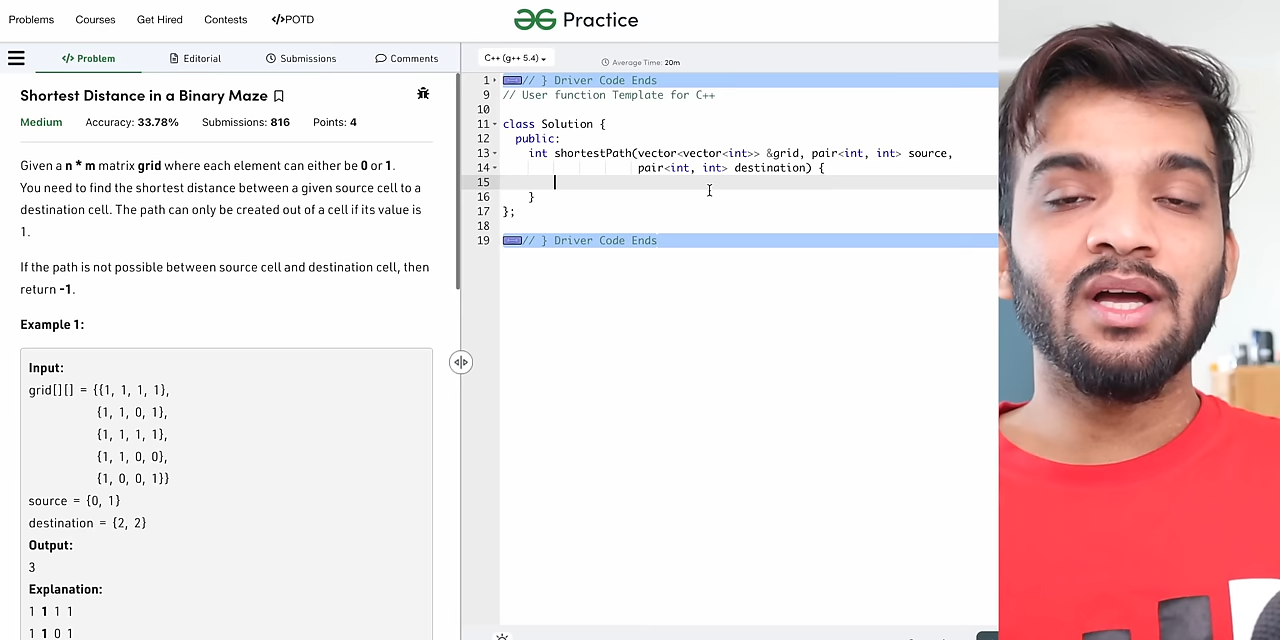 Problems Courses Get Hired Contests </>POTD
Practice
</> Problem Editorial Submissions Comments
C++ (g++ 5.4) Average Time: 20m
Shortest Distance in a Binary Maze
Medium Accuracy: 33.78% Submissions: 816 Points: 4
Given a n * m matrix grid where each element can either be 0 or 1.
You need to find the shortest distance between a given source cell to a
destination cell. The path can only be created out of a cell if its value is
1.
If the path is not possible between source cell and destination cell, then
return -1.
Example 1:
Input:
grid[][] = {{1, 1, 1, 1},
{1, 1, 0, 1},
{1, 1, 1, 1},
{1, 1, 0, 0},
{1, 0, 0, 1}}
source = {0, 1}
destination = {2, 2}
Output:
3
Explanation:
1 1 1 1
1 1 0 1
1 // } Driver Code Ends
9 // User function Template for C++
10
11 class Solution {
12 public:
13 int shortestPath(vector<vector<int>> &grid, pair<int, int> source,
14 pair<int, int> destination) {
15
16 }
17 };
18
19 // } Driver Code Ends